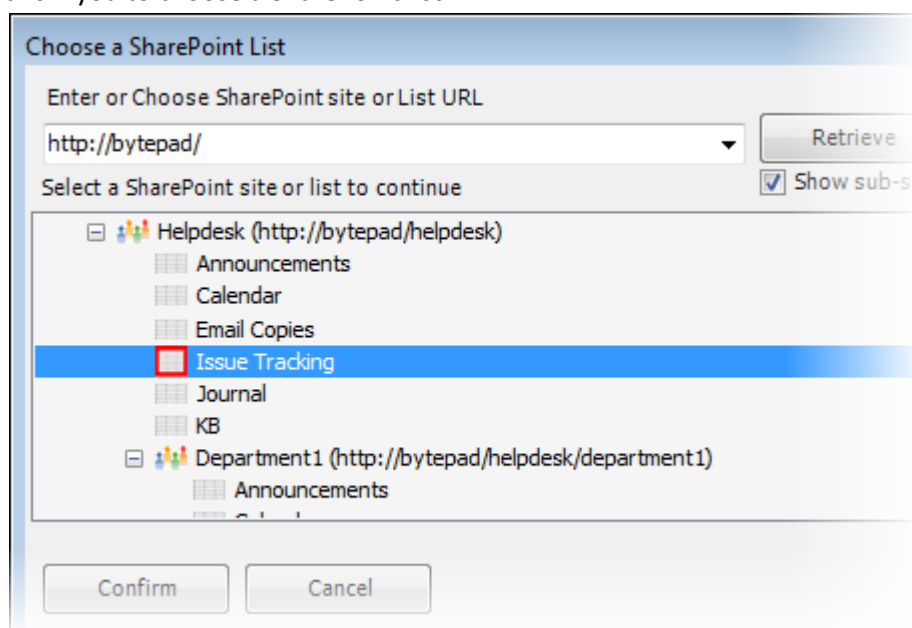 Choose a SharePoint List
Enter or Choose SharePoint site or List URL
http://bytepad/
Retrieve
Select a SharePoint site or list to continue
Show sub-s
Helpdesk (http://bytepad/helpdesk)
Announcements
Calendar
Email Copies
Issue Tracking
Journal
KB
Department1 (http://bytepad/helpdesk/department1)
Announcements
Confirm
Cancel